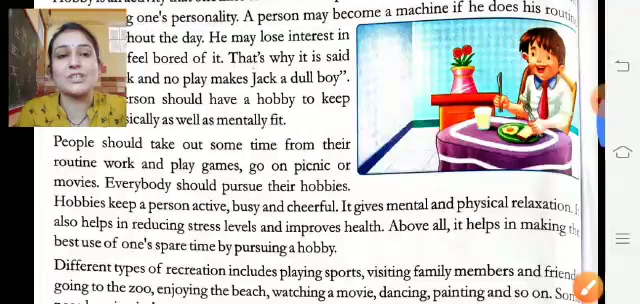 g one's personality. A person may become a machine if he does his routin
hout the day. He may lose interest in
feel bored of it. That's why it is said
k and no play makes Jack a dull boy".
rson should have a hobby to keep
sically as well as mentally fit.
People should take out some time from their
routine work and play games, go on picnic or
movies. Everybody should pursue their hobbies.
Hobbies keep a person active, busy and cheerful. It gives mental and physical relaxation.
also helps in reducing stress levels and improves health. Above all, it helps in making the
best use of one's spare time by pursuing a hobby.
Different types of recreation includes playing sports, visiting family members and friend
going to the zoo, enjoying the beach, watching a movie, dancing, painting and so on. Som